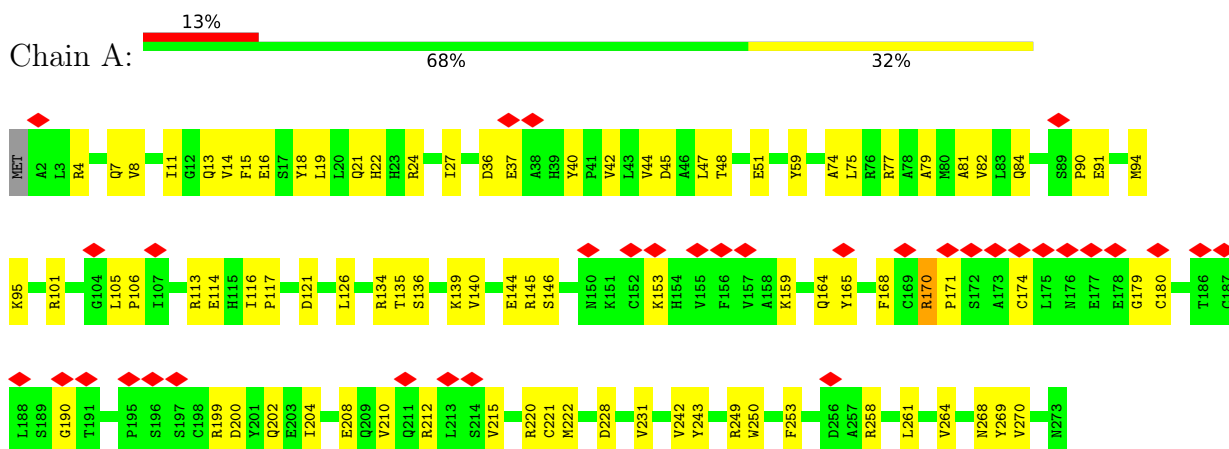 13%
Chain A:
68% 32%
MET A2 L3 R4 Q7 V8 I11 G12 Q13 V14 F15 E16 S17 Y18 L19 L20 Q21 H22 H23 R24 I27 D36 E37 A38 H39 Y40 P41 V42 L43 V44 D45 A46 L47 T48 E51 Y59 A74 L75 R76 R77 A78 A79 M80 A81 V82 L83 Q84 S89 P90 E91 M94
K95 R101 G104 L105 P106 I107 R113 E114 H115 I116 P117 D121 L126 R134 T135 S136 K139 V140 E144 R145 S146 N150 K151 C152 K153 H154 V155 F156 V157 A158 K159 Q164 Y165 F168 C169 R170 P171 S172 A173 C174 L175 N176 E177 E178 G179 C180 T186 C187
L188 S189 G190 T191 P195 S196 S197 C198 R199 D200 Y201 Q202 E203 I204 E208 Q209 V210 Q211 R212 L213 S214 V215 R220 C221 M222 D228 V231 V242 Y243 R249 W250 F253 D256 A257 R258 L261 V264 N268 Y269 V270 N273